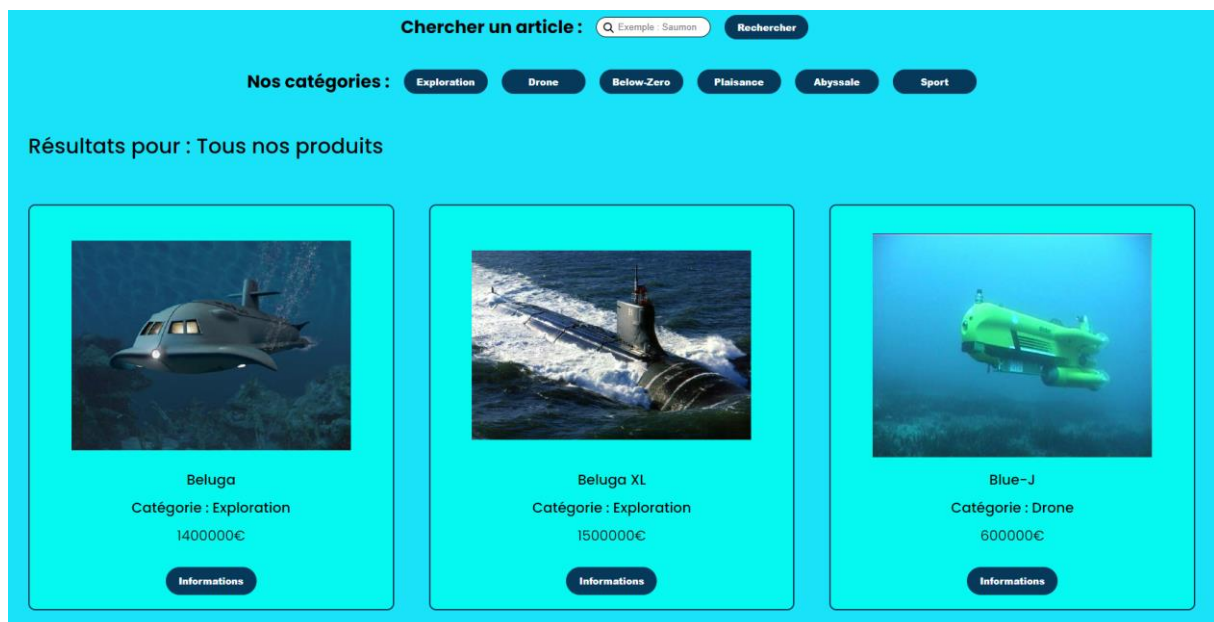 Chercher un article : Exemple : Saumon Rechercher
Nos catégories : Exploration Drone Below-Zero Plaisance Abyssale Sport
Résultats pour : Tous nos produits
Beluga
Catégorie : Exploration
1400000€
Informations
Beluga XL
Catégorie : Exploration
1500000€
Informations
Blue-J
Catégorie : Drone
600000€
Informations